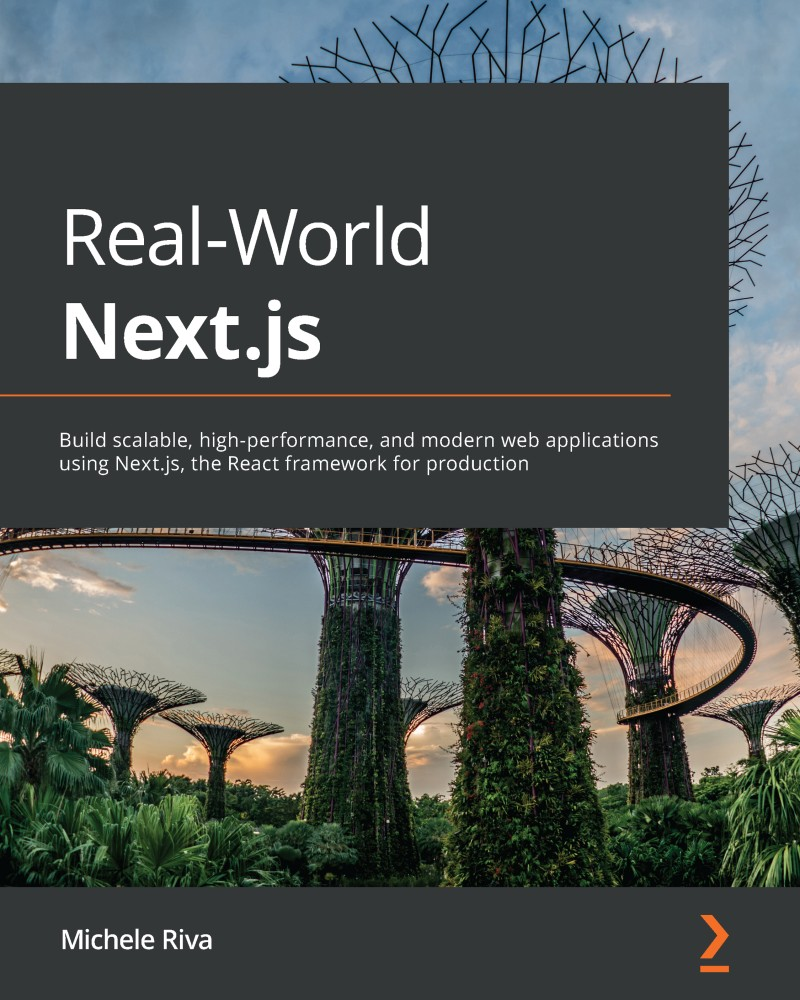 Real-World
Next.js
Build scalable, high-performance, and modern web applications
using Next.js, the React framework for production
Michele Riva